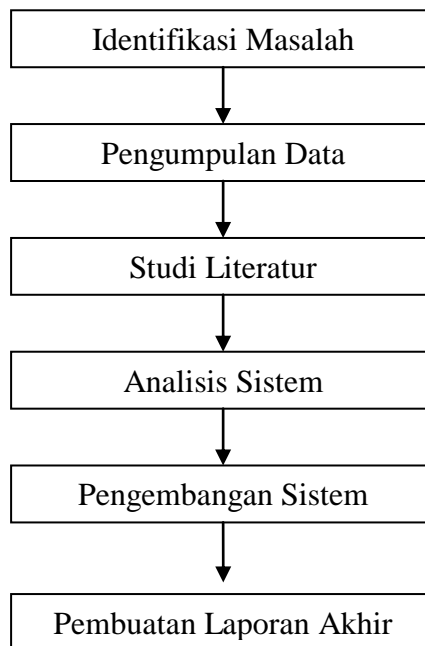 Identifikasi Masalah
Pengumpulan Data
Studi Literatur
Analisis Sistem
Pengembangan Sistem
Pembuatan Laporan Akhir